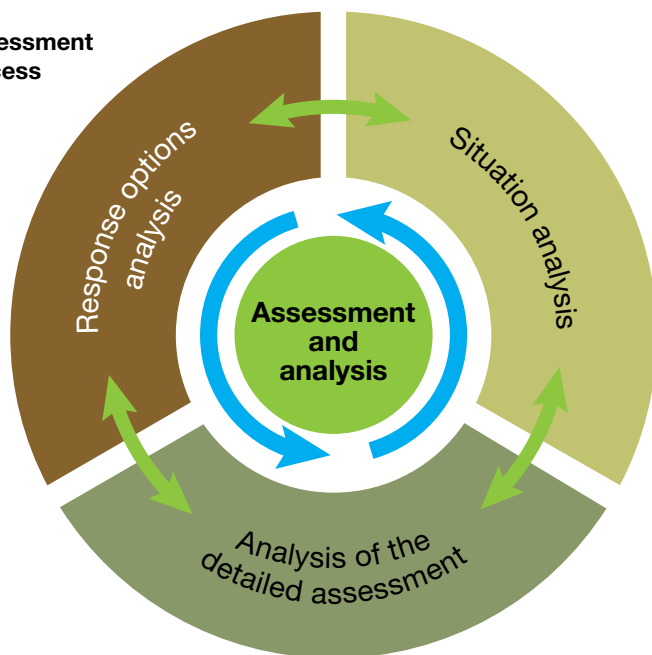 essment
cess
Response options
analysis
Situation analysis
Assessment
and
analysis
Analysis of the
detailed assessment